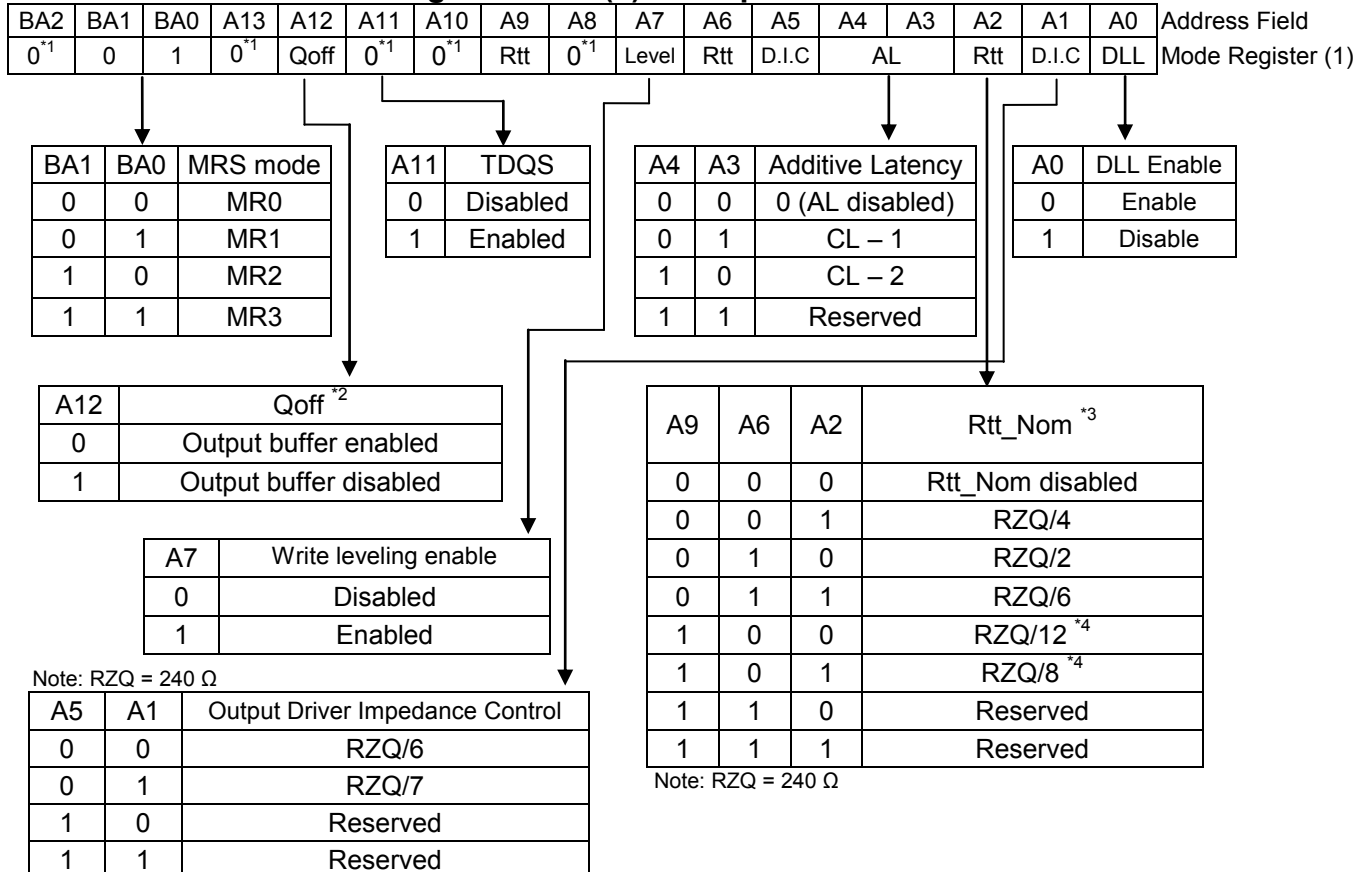 BA2 BA1 BA0 A13 A12 A11 A10 A9 A8 A7 A6 A5 A4 A3 A2 A1 A0 Address Field
0*1 0 1 0*1 Qoff 0*1 0*1 Rtt 0*1 Level Rtt D.I.C AL Rtt D.I.C DLL Mode Register (1)
BA1 BA0 MRS mode
0 0 MR0
0 1 MR1
1 0 MR2
1 1 MR3
A11 TDQS
0 Disabled
1 Enabled
A4 A3 Additive Latency
0 0 0 (AL disabled)
0 1 CL – 1
1 0 CL – 2
1 1 Reserved
A0 DLL Enable
0 Enable
1 Disable
A12 Qoff *2
0 Output buffer enabled
1 Output buffer disabled
A9 A6 A2 Rtt_Nom *3
0 0 0 Rtt_Nom disabled
0 0 1 RZQ/4
0 1 0 RZQ/2
0 1 1 RZQ/6
1 0 0 RZQ/12 *4
1 0 1 RZQ/8 *4
1 1 0 Reserved
1 1 1 Reserved
Note: RZQ = 240 Ω
A7 Write leveling enable
0 Disabled
1 Enabled
Note: RZQ = 240 Ω
A5 A1 Output Driver Impedance Control
0 0 RZQ/6
0 1 RZQ/7
1 0 Reserved
1 1 Reserved